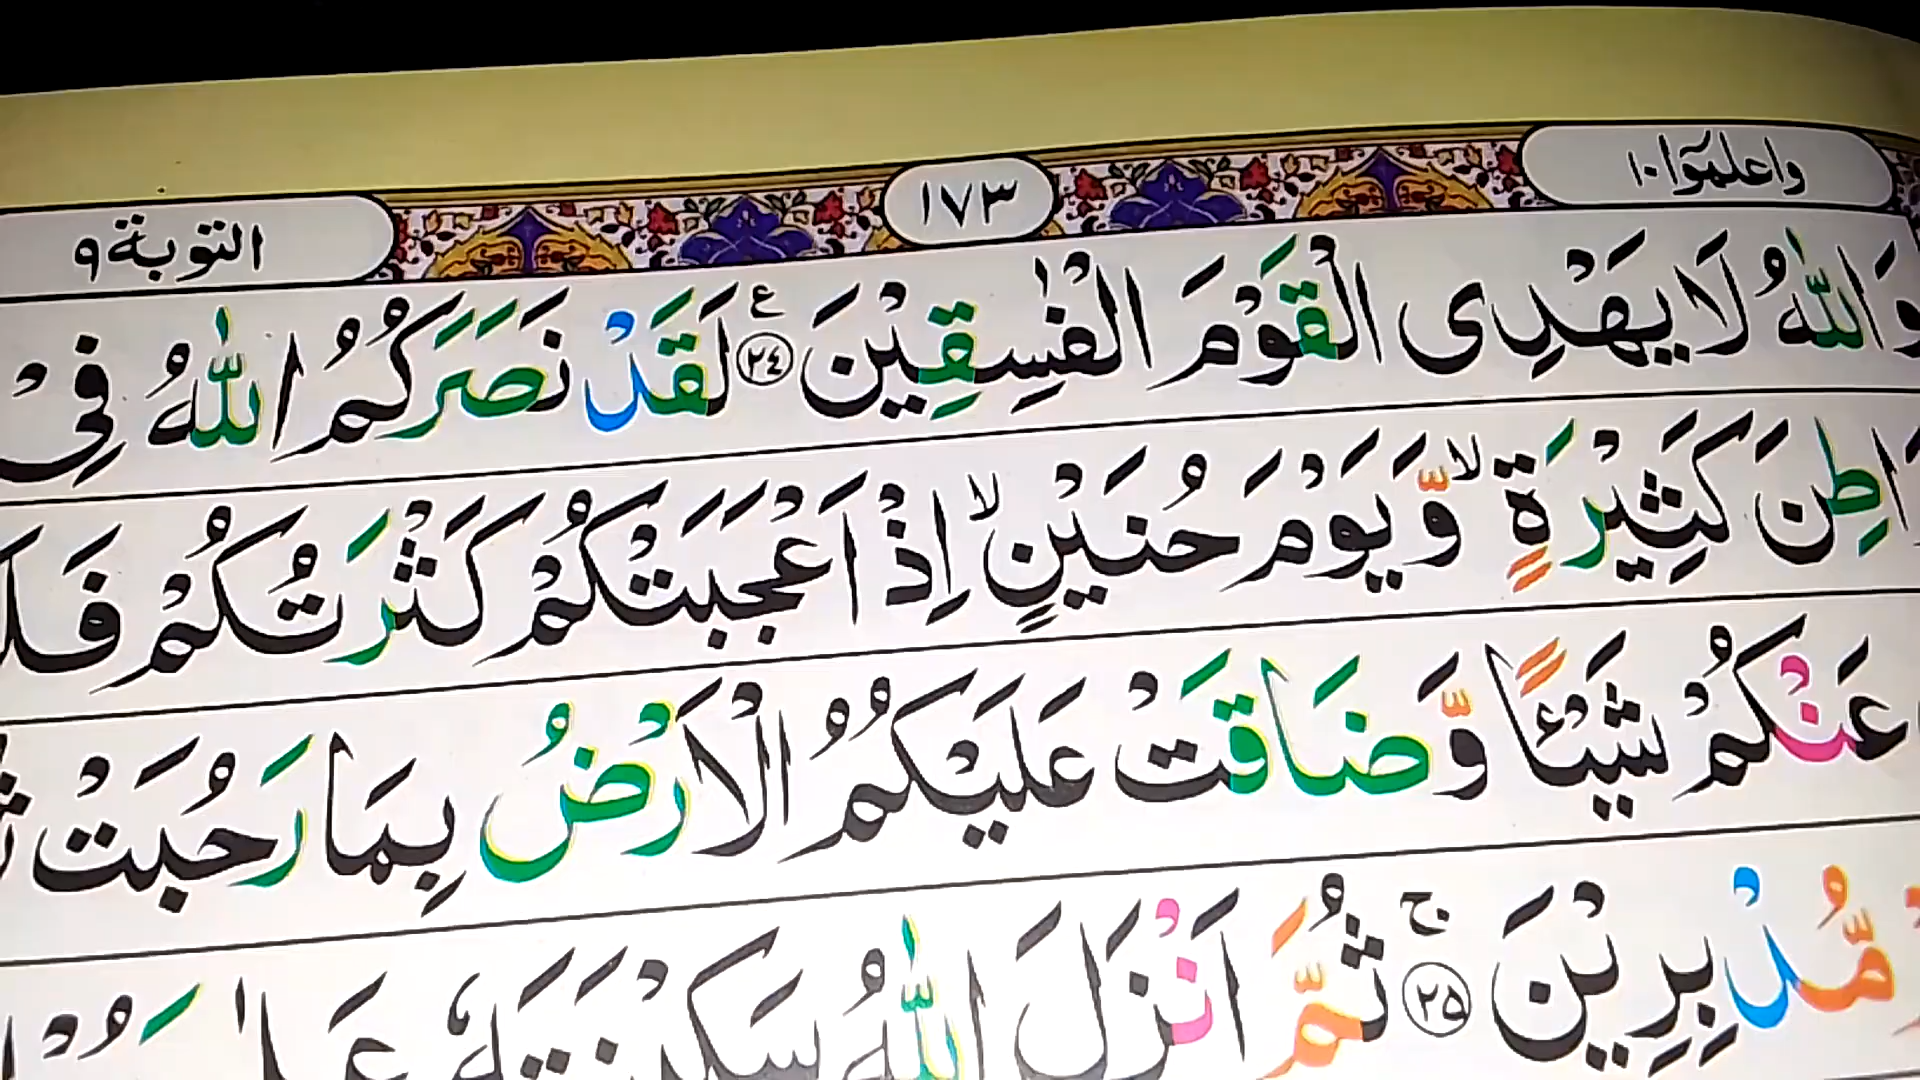 واعلموا ١٠
١٧٣
التوبة ٩
وَاللّٰهُ لَا يَهْدِى الْقَوْمَ الْفٰسِقِيْنَ ع ٢٤ لَقَدْ نَصَرَكُمُ اللّٰهُ فِىْ
كَثِيْرَةٍ ۙ وَّيَوْمَ حُنَيْنٍ ۙ اِذْ اَعْجَبَتْكُمْ كَثْرَتُكُمْ
عَنْكُمْ شَيْـًٔا وَّضَاقَتْ عَلَيْكُمُ الْاَرْضُ بِمَا رَحُبَتْ
مُّدْبِرِيْنَ ۚ ٢٥ ثُمَّ اَنْزَلَ اللّٰهُ سَكِيْنَتَهٗ